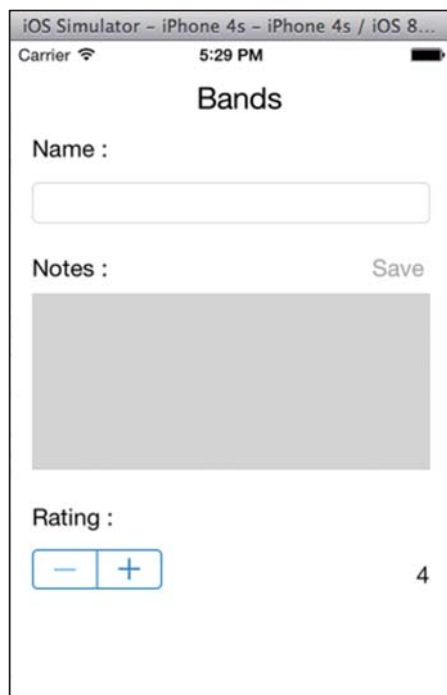 iOS Simulator – iPhone 4s – iPhone 4s / iOS 8...
Carrier 5:29 PM
Bands
Name :
Notes : Save
Rating :
− +
4